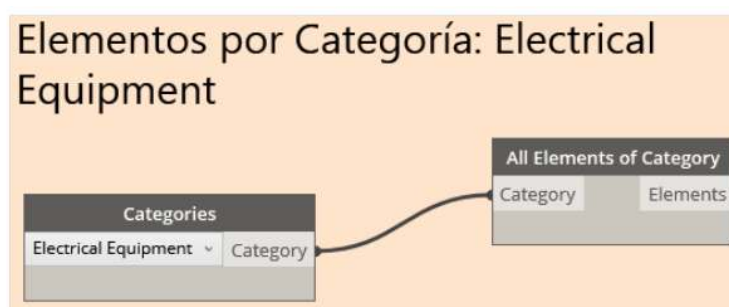 Elementos por Categoría: Electrical
Equipment
All Elements of Category
Category Elements
Categories
Electrical Equipment Category